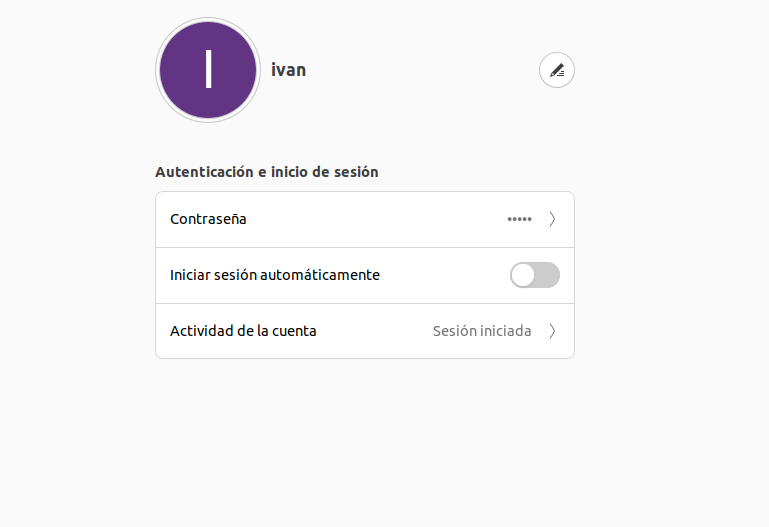 I
ivan
Autenticación e inicio de sesión
Contraseña •••••
Iniciar sesión automáticamente
Actividad de la cuenta Sesión iniciada